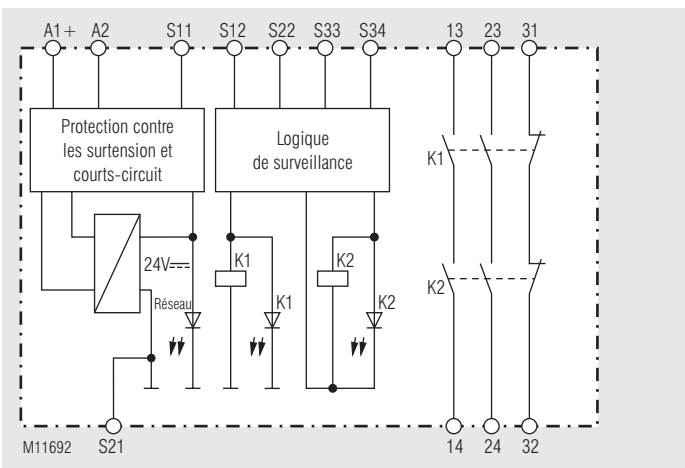 A1+ A2 S11 S12 S22 S33 S34 13 23 31
Protection contre
les surtension et
courts-circuit
Logique
de surveillance
K1
24V
K1
K2
K2
Réseau
K1
K2
M11692
S21
14 24 32